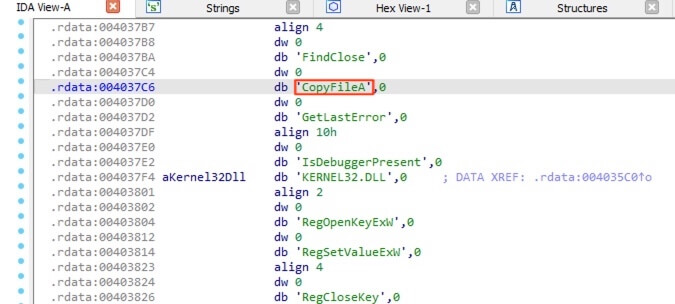 IDA View-A Strings Hex View-1 Structures
.rdata:004037B7 align 4
.rdata:004037B8 dw 0
.rdata:004037BA db 'FindClose',0
.rdata:004037C4 dw 0
.rdata:004037C6 db 'CopyFileA',0
.rdata:004037D0 dw 0
.rdata:004037D2 db 'GetLastError',0
.rdata:004037DF align 10h
.rdata:004037E0 dw 0
.rdata:004037E2 db 'IsDebuggerPresent',0
.rdata:004037F4 aKernel32Dll db 'KERNEL32.DLL',0 ; DATA XREF: .rdata:004035C0↑o
.rdata:00403801 align 2
.rdata:00403802 dw 0
.rdata:00403804 db 'RegOpenKeyExW',0
.rdata:00403812 dw 0
.rdata:00403814 db 'RegSetValueExW',0
.rdata:00403823 align 4
.rdata:00403824 dw 0
.rdata:00403826 db 'RegCloseKey',0